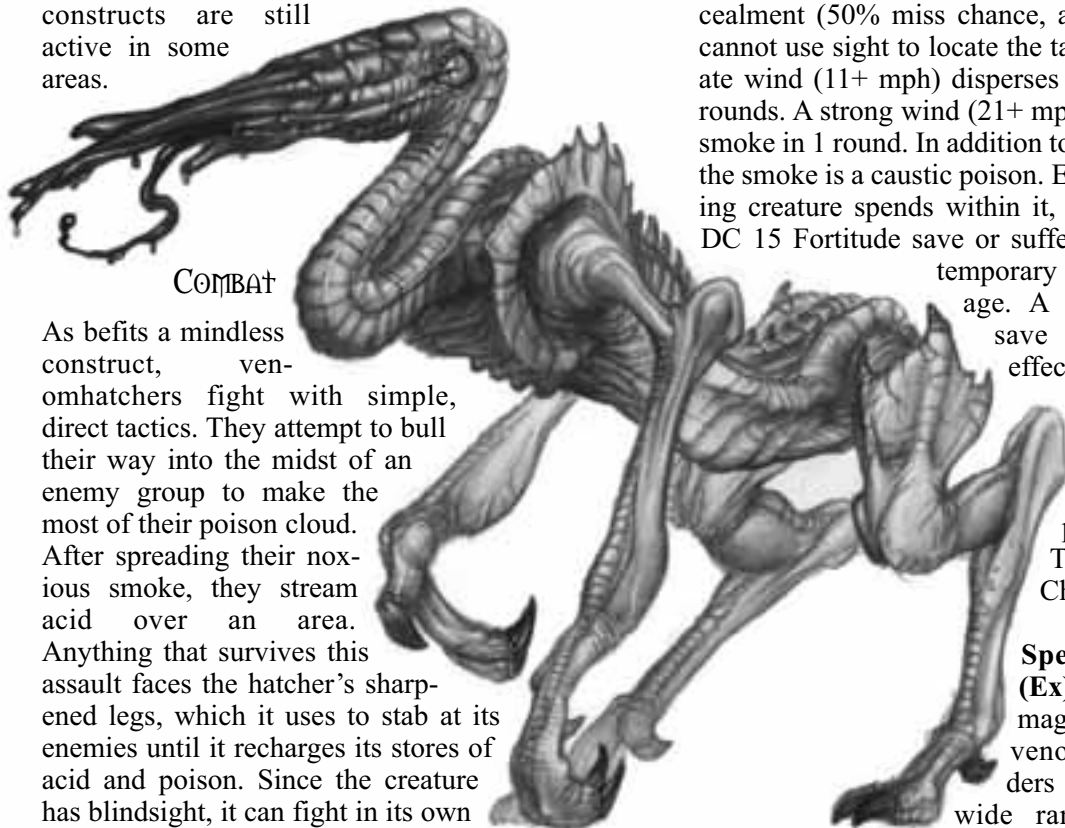 constructs are still
active in some
areas.
COMBAT
As befits a mindless
construct, ven-
omhatchers fight with simple,
direct tactics. They attempt to bull
their way into the midst of an
enemy group to make the
most of their poison cloud.
After spreading their nox-
ious smoke, they stream
acid over an area.
Anything that survives this
assault faces the hatcher’s sharp-
ened legs, which it uses to stab at its
enemies until it recharges its stores of
acid and poison. Since the creature
has blindsight, it can fight in its own
cealment (50% miss chance, a
cannot use sight to locate the ta
ate wind (11+ mph) disperses
rounds. A strong wind (21+ mp
smoke in 1 round. In addition to
the smoke is a caustic poison. E
ing creature spends within it,
DC 15 Fortitude save or suffe
temporary
age. A
save
effec
T
Ch
Spe
(Ex)
mag
veno
ders
wide ran